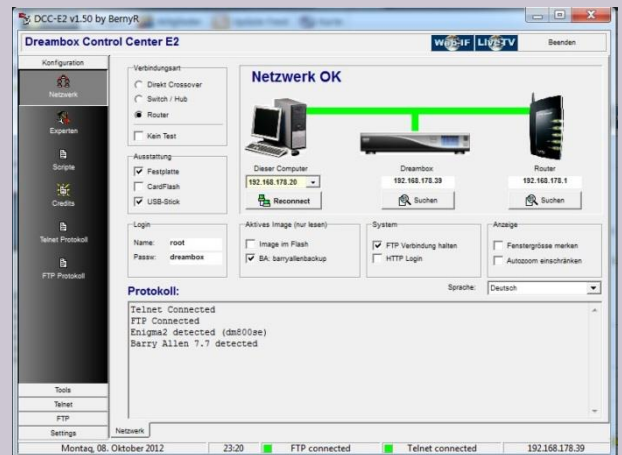 DCC-E2 v1.50 by BernyR
Dreambox Control Center E2
Web-IF
LiveTV
Beenden
Konfiguration
Netzwerk
Experten
Scripte
Credits
Telnet Protokoll
FTP Protokoll
Tools
Telnet
FTP
Settings
Verbindungsart
Direkt Crossover
Switch / Hub
Router
Kein Test
Ausstattung
Festplatte
CardFlash
USB-Stick
Netzwerk OK
Dieser Computer
192.168.178.20
Reconnect
Dreambox
192.168.178.39
Suchen
Router
192.168.178.1
Suchen
Login
Name: root
Passw: dreambox
Aktives Image (nur lesen)
Image im Flash
BA: barryallenbackup
System
FTP Verbindung halten
HTTP Login
Anzeige
Fenstergrösse merken
Autozoom einschränken
Protokoll:
Sprache: Deutsch
Telnet Connected
FTP Connected
Enigma2 detected (dm800se)
Barry Allen 7.7 detected
Netzwerk
Montag, 08. Oktober 2012
23:20
FTP connected
Telnet connected
192.168.178.39